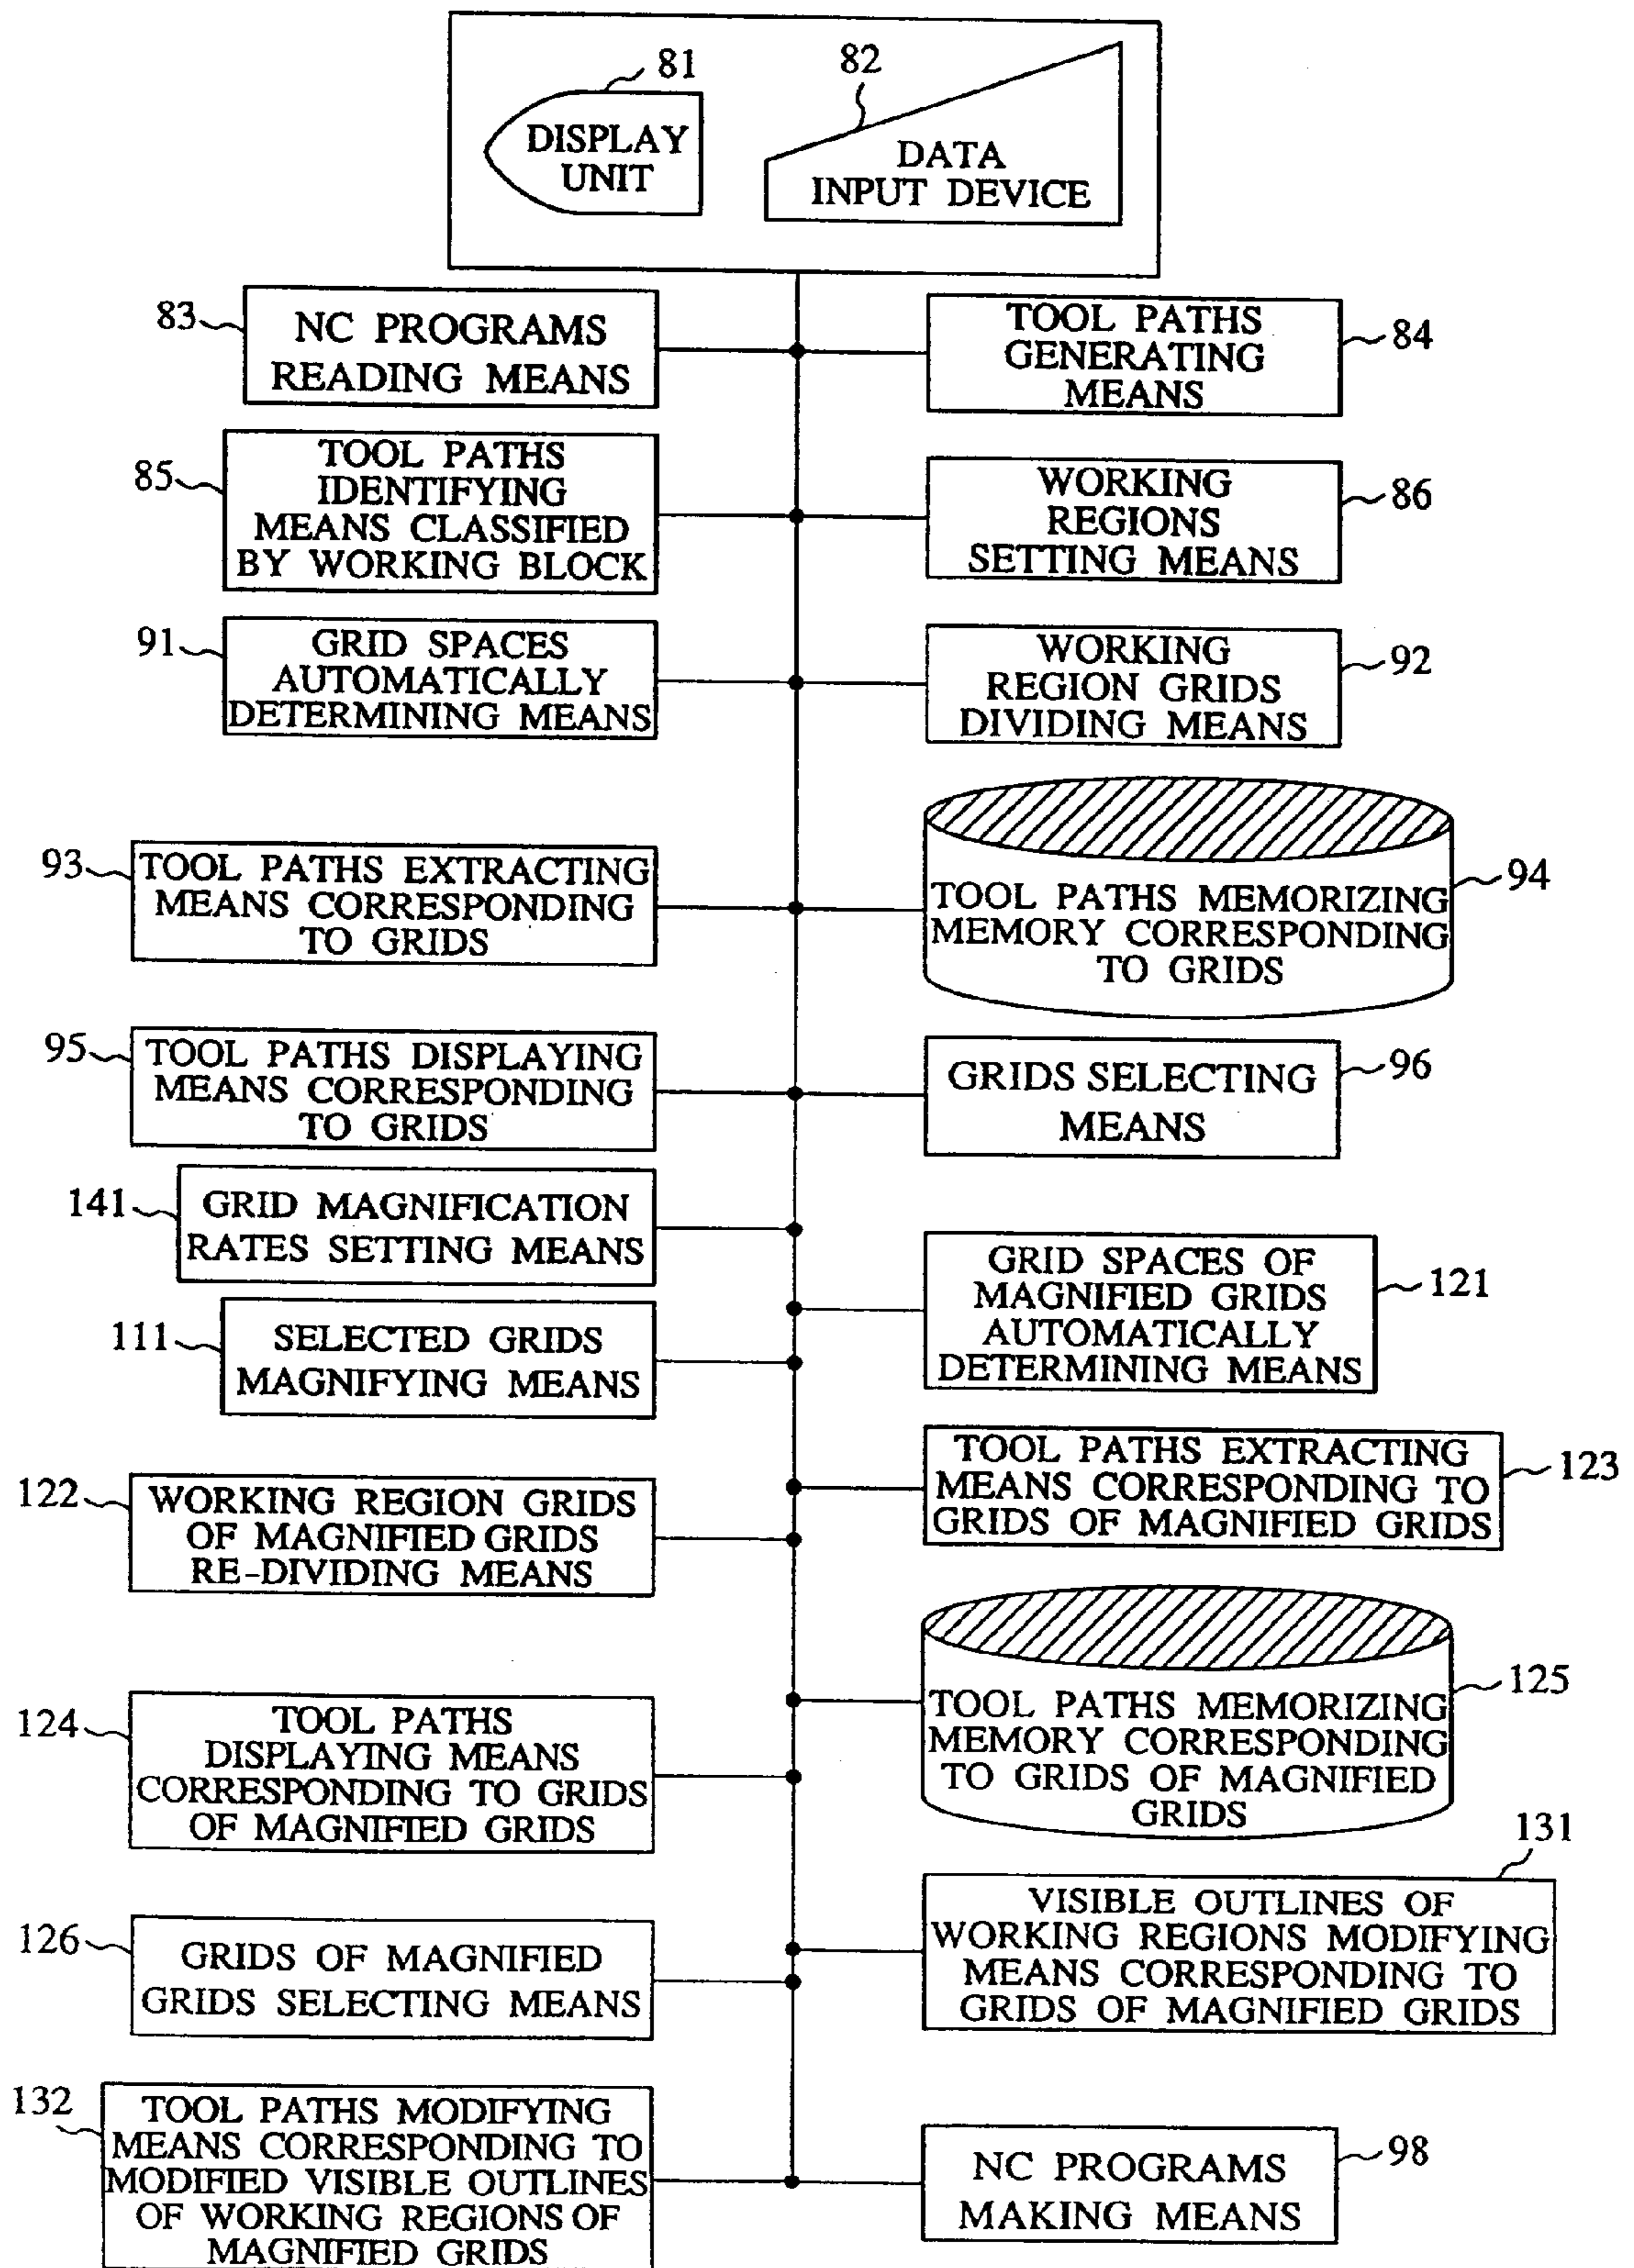 81
DISPLAY
UNIT
82
DATA
INPUT DEVICE
83
NC PROGRAMS
READING MEANS
TOOL PATHS
GENERATING
MEANS
84
85
TOOL PATHS
IDENTIFYING
MEANS CLASSIFIED
BY WORKING BLOCK
WORKING
REGIONS
SETTING MEANS
86
91
GRID SPACES
AUTOMATICALLY
DETERMINING MEANS
WORKING
REGION GRIDS
DIVIDING MEANS
92
93
TOOL PATHS EXTRACTING
MEANS CORRESPONDING
TO GRIDS
TOOL PATHS MEMORIZING
MEMORY CORRESPONDING
TO GRIDS
94
95
TOOL PATHS DISPLAYING
MEANS CORRESPONDING
TO GRIDS
GRIDS SELECTING
MEANS
96
141
GRID MAGNIFICATION
RATES SETTING MEANS
GRID SPACES OF
MAGNIFIED GRIDS
AUTOMATICALLY
DETERMINING MEANS
121
111
SELECTED GRIDS
MAGNIFYING MEANS
TOOL PATHS EXTRACTING
MEANS CORRESPONDING TO
GRIDS OF MAGNIFIED GRIDS
123
122
WORKING REGION GRIDS
OF MAGNIFIED GRIDS
RE-DIVIDING MEANS
TOOL PATHS MEMORIZING
MEMORY CORRESPONDING
TO GRIDS OF MAGNIFIED
GRIDS
125
124
TOOL PATHS
DISPLAYING MEANS
CORRESPONDING TO GRIDS
OF MAGNIFIED GRIDS
131
VISIBLE OUTLINES OF
WORKING REGIONS MODIFYING
MEANS CORRESPONDING TO
GRIDS OF MAGNIFIED GRIDS
126
GRIDS OF MAGNIFIED
GRIDS SELECTING MEANS
132
TOOL PATHS MODIFYING
MEANS CORRESPONDING TO
MODIFIED VISIBLE OUTLINES
OF WORKING REGIONS OF
MAGNIFIED GRIDS
NC PROGRAMS
MAKING MEANS
98